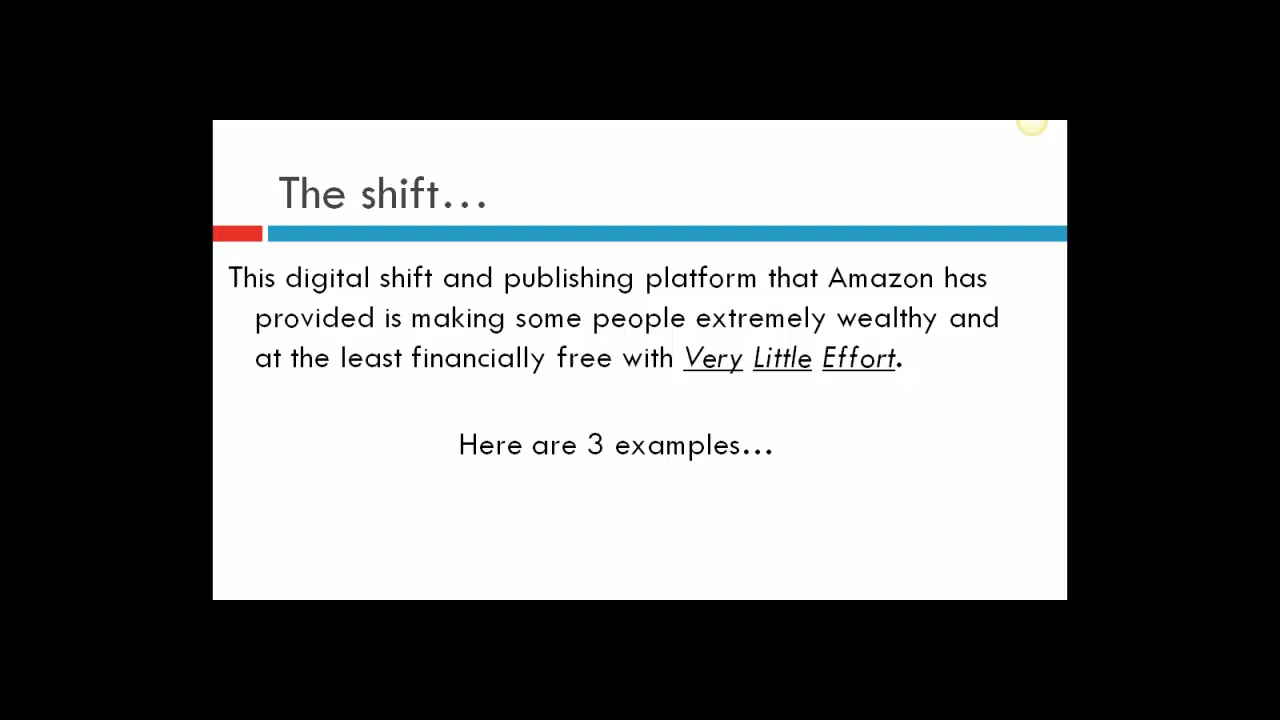 The shift...
This digital shift and publishing platform that Amazon has
provided is making some people extremely wealthy and
at the least financially free with Very Little Effort.
Here are 3 examples...